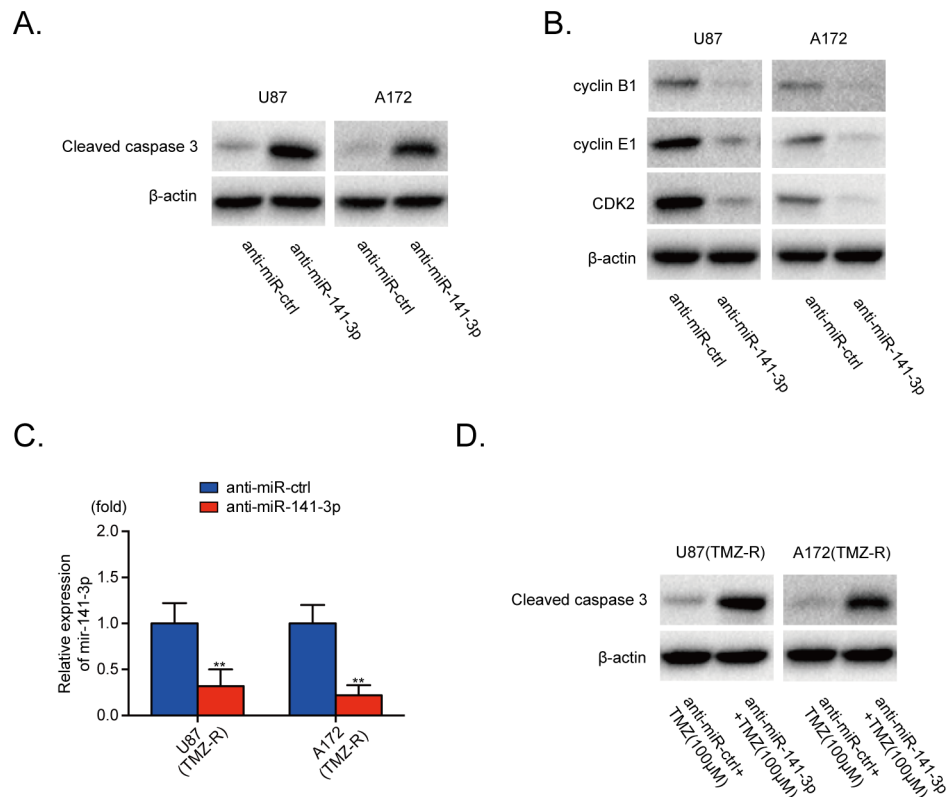 A.
U87
A172
Cleaved caspase 3
β-actin
anti-miR-ctrl
anti-miR-141-3p
anti-miR-ctrl
anti-miR-141-3p
B.
U87
A172
cyclin B1
cyclin E1
CDK2
β-actin
anti-miR-ctrl
anti-miR-141-3p
anti-miR-ctrl
anti-miR-141-3p
C.
anti-miR-ctrl
anti-miR-141-3p
(fold)
Relative expression
of mir-141-3p
2.0
1.5
1.0
0.5
0.0
**
**
U87
(TMZ-R)
A172
(TMZ-R)
D.
U87(TMZ-R)
A172(TMZ-R)
Cleaved caspase 3
β-actin
anti-miR-ctrl+
TMZ(100μM)
anti-miR-141-3p
+TMZ(100μM)
anti-miR-ctrl+
TMZ(100μM)
anti-miR-141-3p
+TMZ(100μM)